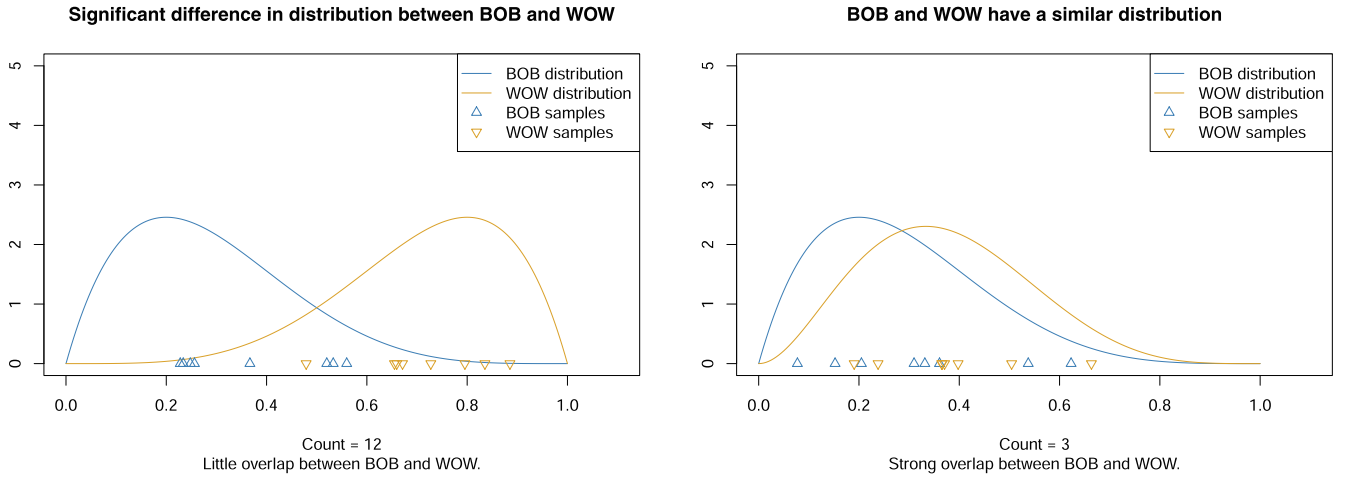 Significant difference in distribution between BOB and WOW
5
4
3
2
1
0
BOB distribution
WOW distribution
BOB samples
WOW samples
0.0 0.2 0.4 0.6 0.8 1.0
Count = 12
Little overlap between BOB and WOW.
BOB and WOW have a similar distribution
5
4
3
2
1
0
BOB distribution
WOW distribution
BOB samples
WOW samples
0.0 0.2 0.4 0.6 0.8 1.0
Count = 3
Strong overlap between BOB and WOW.